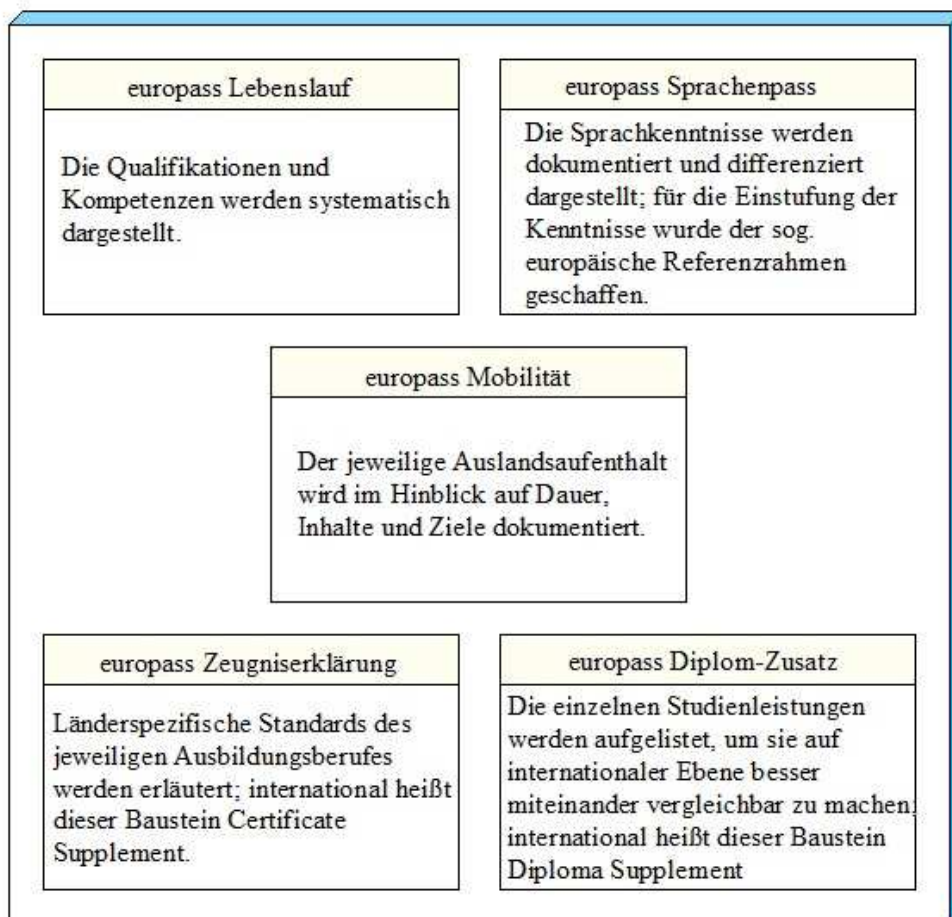 europass Lebenslauf
Die Qualifikationen und
Kompetenzen werden systematisch
dargestellt.
europass Sprachenpass
Die Sprachkenntnisse werden
dokumentiert und differenziert
dargestellt; für die Einstufung der
Kenntnisse wurde der sog.
europäische Referenzrahmen
geschaffen.
europass Mobilität
Der jeweilige Auslandsaufenthalt
wird im Hinblick auf Dauer,
Inhalte und Ziele dokumentiert.
europass Zeugniserklärung
Länderspezifische Standards des
jeweiligen Ausbildungsberufes
werden erläutert; international heißt
dieser Baustein Certificate
Supplement.
europass Diplom-Zusatz
Die einzelnen Studienleistungen
werden aufgelistet, um sie auf
internationaler Ebene besser
miteinander vergleichbar zu machen;
international heißt dieser Baustein
Diploma Supplement